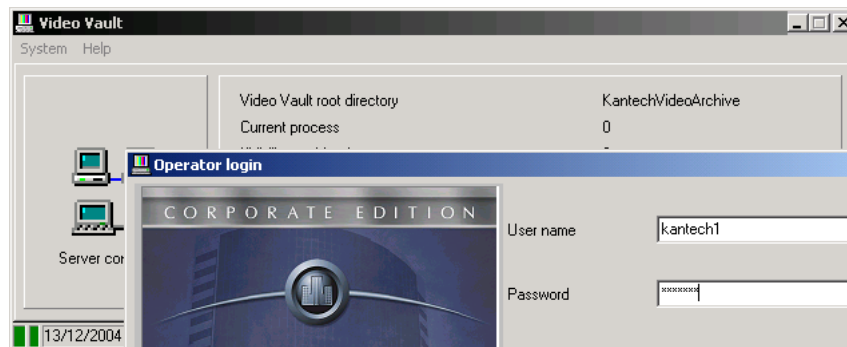 Video Vault
System Help
Video Vault root directory KantechVideoArchive
Current process 0
Operator login
CORPORATE EDITION
User name kantech1
Server
Password *******
13/12/2004